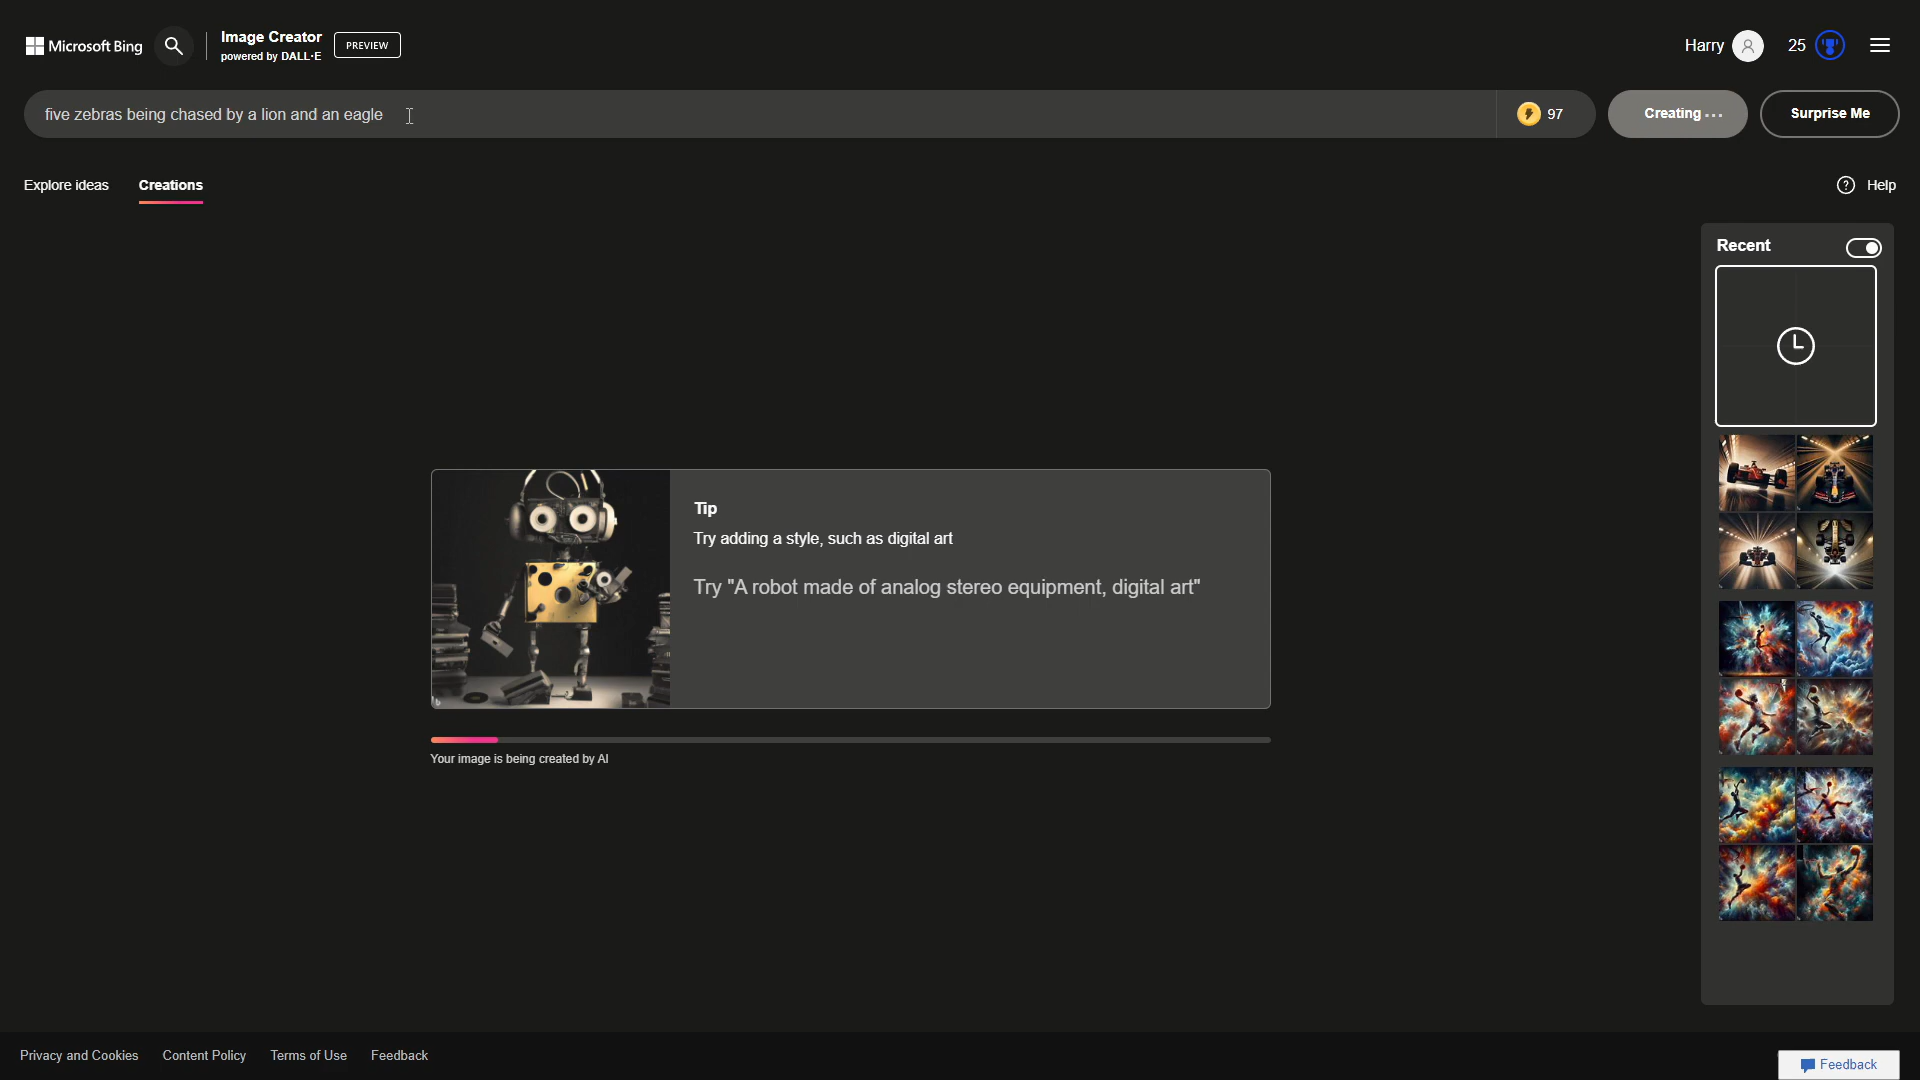 Microsoft Bing
Image Creator
powered by DALL·E
PREVIEW
Harry
25
five zebras being chased by a lion and an eagle
97
Creating ...
Surprise Me
Explore ideas
Creations
Help
Recent
Tip
Try adding a style, such as digital art
Try "A robot made of analog stereo equipment, digital art"
Your image is being created by AI
Privacy and Cookies
Content Policy
Terms of Use
Feedback
Feedback